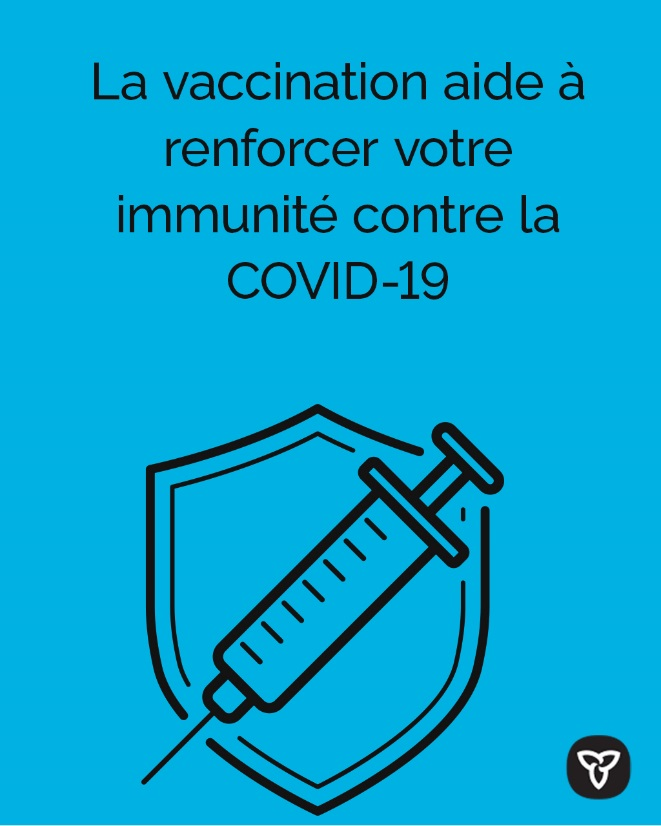 La vaccination aide à
renforcer votre
immunité contre la
COVID-19